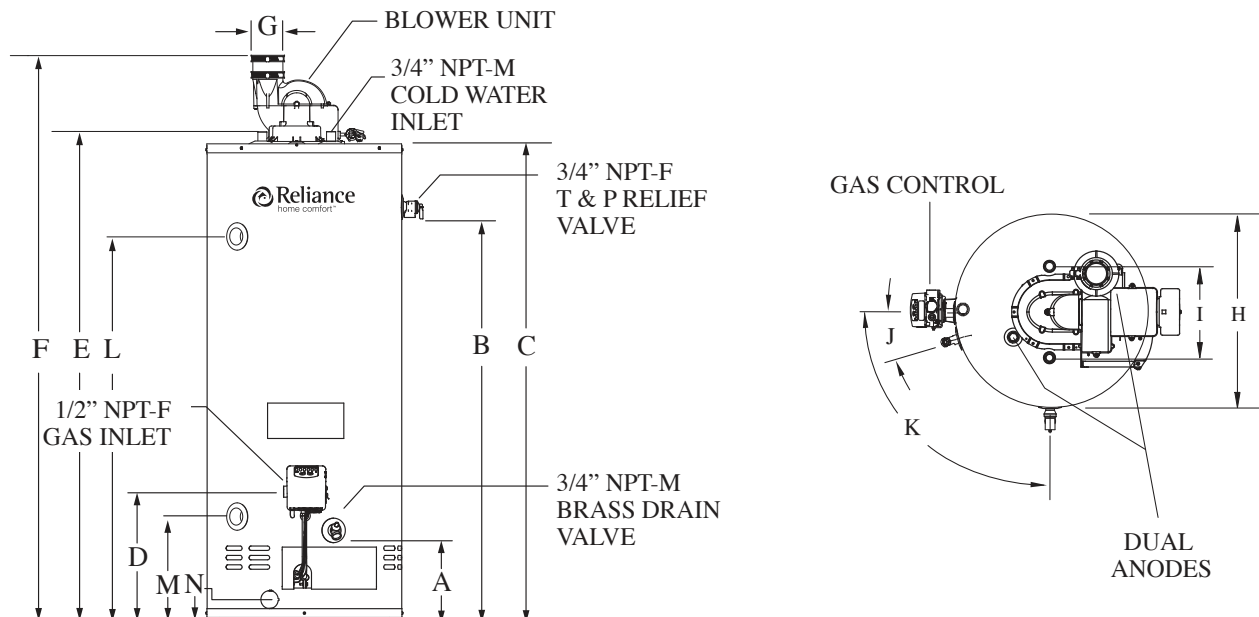 G
BLOWER UNIT
3/4” NPT-M
COLD WATER
INLET
Reliance
home comfort™
3/4” NPT-F
T & P RELIEF
VALVE
F
E
L
B
C
1/2” NPT-F
GAS INLET
3/4” NPT-M
BRASS DRAIN
VALVE
D
M
N
A
GAS CONTROL
J
K
I
H
DUAL
ANODES